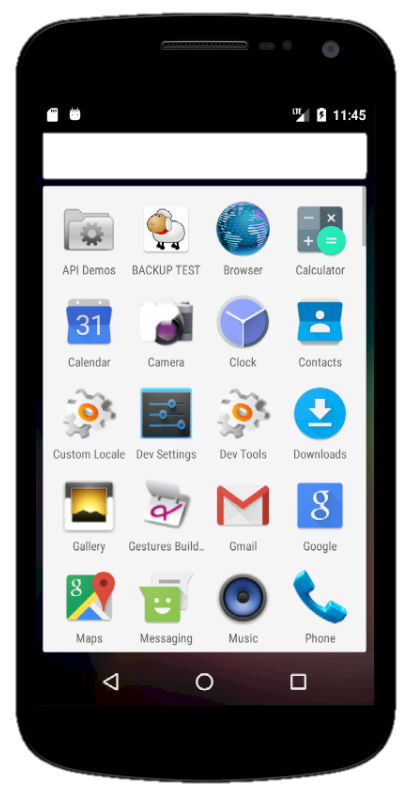 LTE 11:45
API Demos BACKUP TEST Browser Calculator
31
Calendar Camera Clock Contacts
Custom Locale Dev Settings Dev Tools Downloads
g
Gallery Gestures Build.. Gmail Google
g
Maps Messaging Music Phone